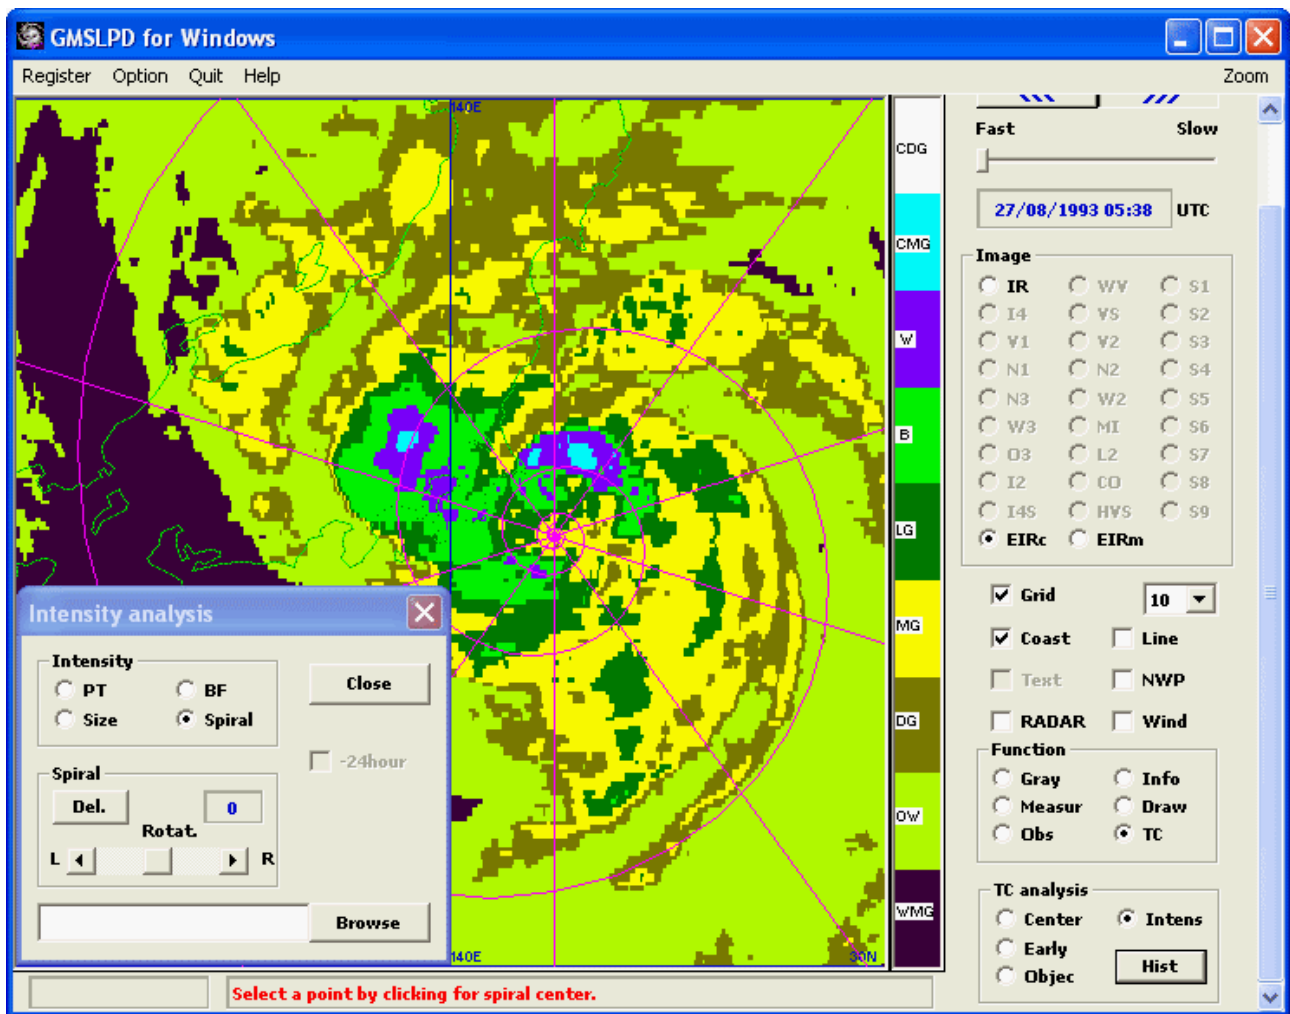 GMSLPD for Windows
Register Option Quit Help Zoom
140E
CDG
CMG
W
B
LG
MG
DG
OW
WMG
140E
30N
Fast Slow
27/08/1993 05:38 UTC
Image
IR WV S1
I4 VS S2
V1 V2 S3
N1 N2 S4
N3 W2 S5
W3 MI S6
O3 L2 S7
I2 CO S8
I4S HVS S9
EIRc EIRm
Grid 10
Coast Line
Text NWP
RADAR Wind
Function
Gray Info
Measur Draw
Obs TC
TC analysis
Center Intens
Early
Objec Hist
Intensity analysis
Intensity
PT BF
Size Spiral
Close
-24hour
Spiral
Del. 0
Rotat.
L R
Browse
Select a point by clicking for spiral center.